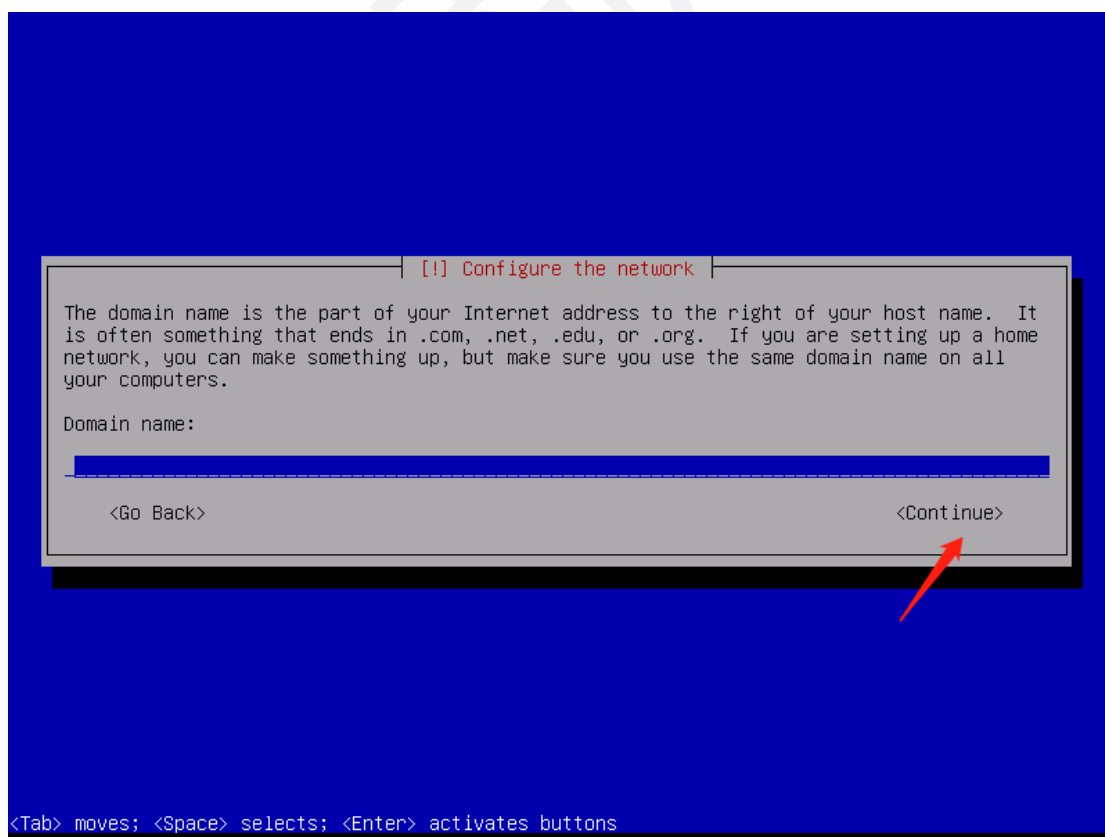 [!] Configure the network
The domain name is the part of your Internet address to the right of your host name.  It
is often something that ends in .com, .net, .edu, or .org.  If you are setting up a home
network, you can make something up, but make sure you use the same domain name on all
your computers.
Domain name:
<Go Back> <Continue>
<Tab> moves; <Space> selects; <Enter> activates buttons